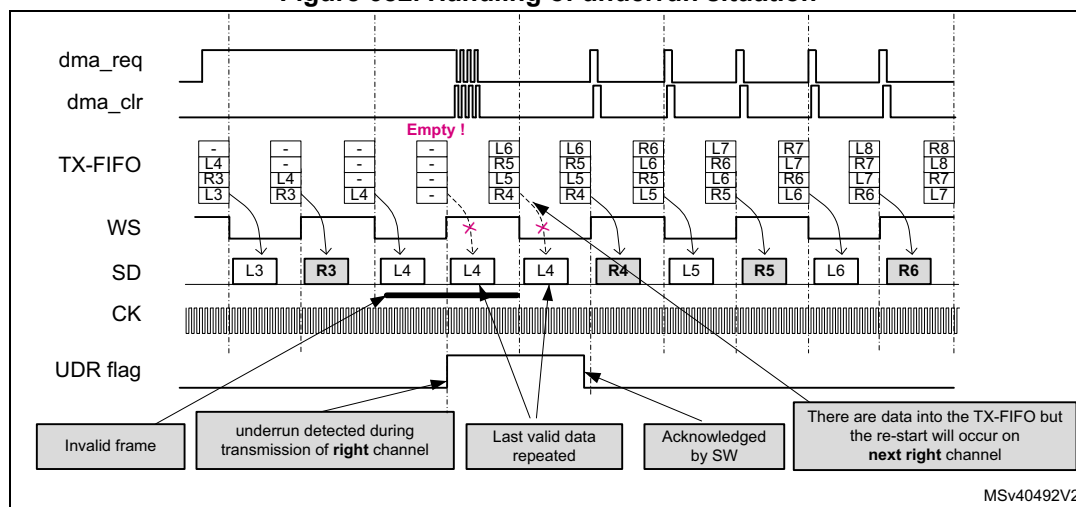 Figure Handling of underrun situation
dma_req
dma_clr
Empty !
TX-FIFO
- - - - L6 L6 R6 L7 R7 L8 R8
L4 - - - R5 R5 L6 R6 L7 R7 L8
R3 L4 - - L5 L5 R5 L6 R6 L7 R7
L3 R3 L4 - R4 R4 L5 R5 L6 R6 L7
WS
SD L3 R3 L4 L4 L4 R4 L5 R5 L6 R6
CK
UDR flag
Invalid frame
underrun detected during
transmission of right channel
Last valid data
repeated
Acknowledged
by SW
There are data into the TX-FIFO but
the re-start will occur on
next right channel
MSv40492V2